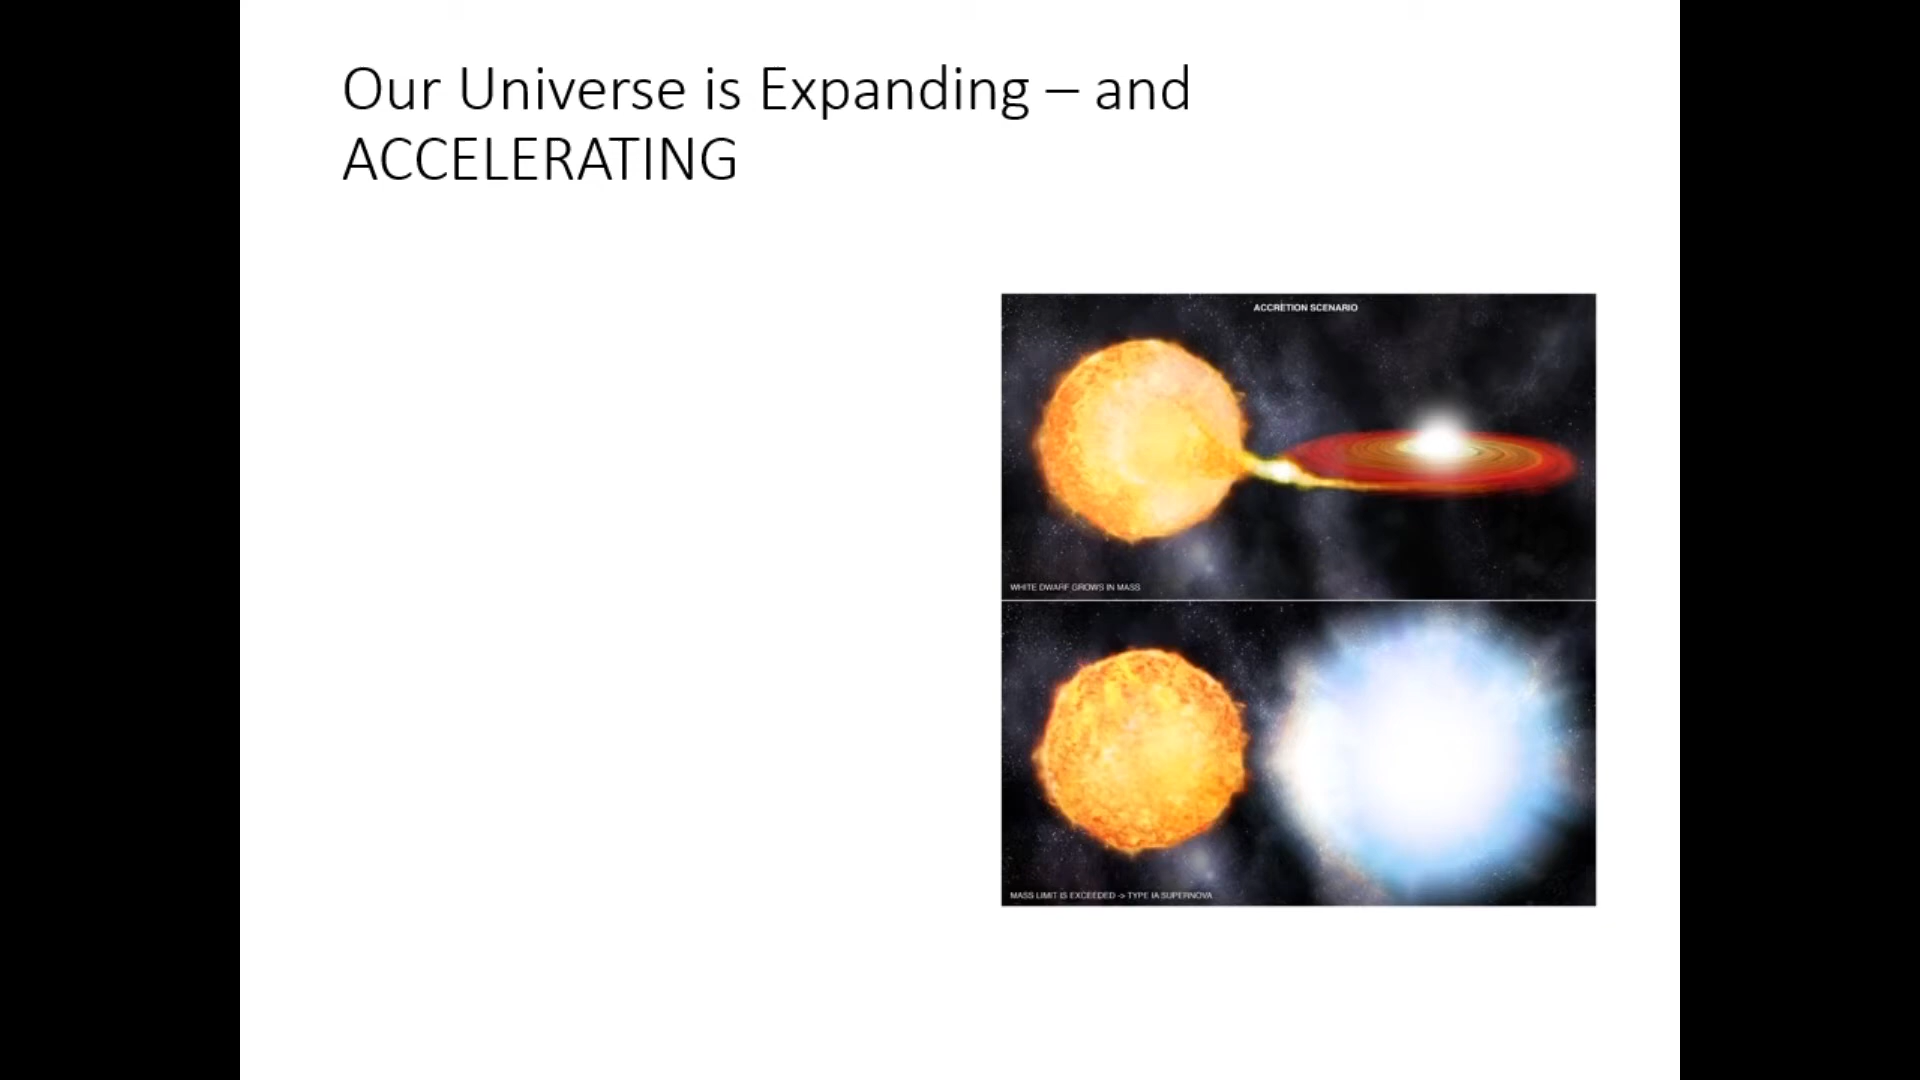 Our Universe is Expanding – and
ACCELERATING
ACCRETION SCENARIO
WHITE DWARF GROWS IN MASS
MASS LIMIT IS EXCEEDED -> TYPE IA SUPERNOVA